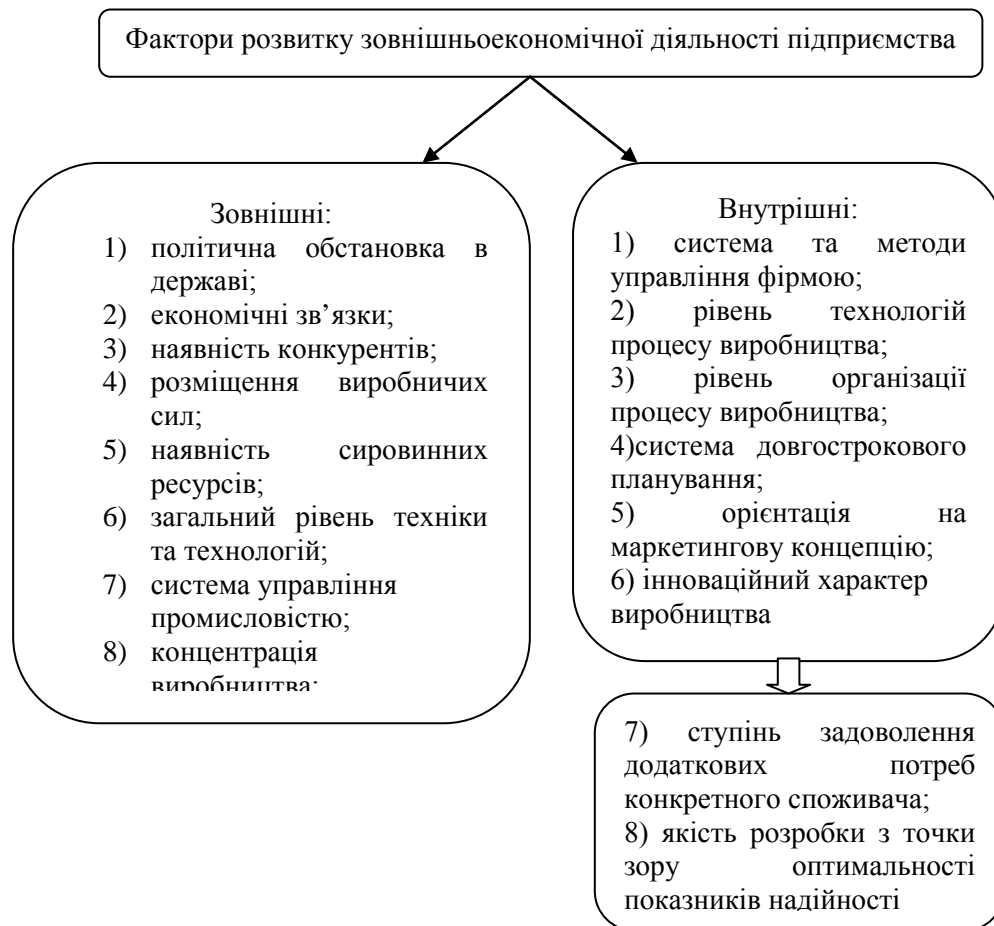 Фактори розвитку зовнішньоекономічної діяльності підприємства
Зовнішні:
1) політична обстановка в
державі;
2) економічні зв’язки;
3) наявність конкурентів;
4) розміщення виробничих
сил;
5) наявність сировинних
ресурсів;
6) загальний рівень техніки
та технологій;
7) система управління
промисловістю;
8) концентрація
виробництва;
Внутрішні:
1) система та методи
управління фірмою;
2) рівень технологій
процесу виробництва;
3) рівень організації
процесу виробництва;
4)система довгострокового
планування;
5) орієнтація на
маркетингову концепцію;
6) інноваційний характер
виробництва
7) ступінь задоволення
додаткових потреб
конкретного споживача;
8) якість розробки з точки
зору оптимальності
показників надійності